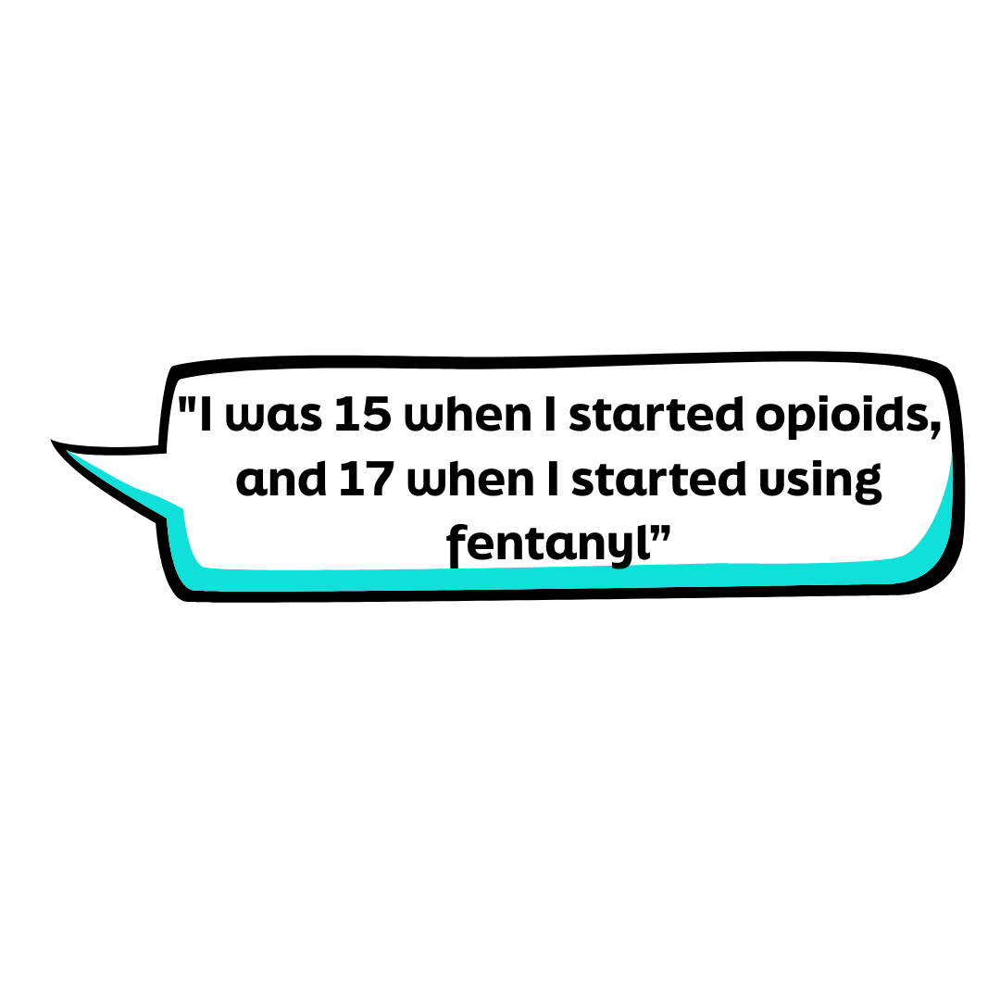 "I was 15 when I started opioids,
and 17 when I started using
fentanyl”